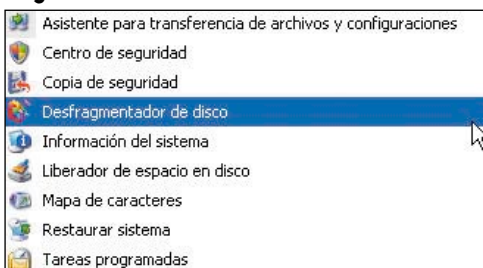 Asistente para transferencia de archivos y configuraciones
Centro de seguridad
Copia de seguridad
Desfragmentador de disco
Información del sistema
Liberador de espacio en disco
Mapa de caracteres
Restaurar sistema
Tareas programadas